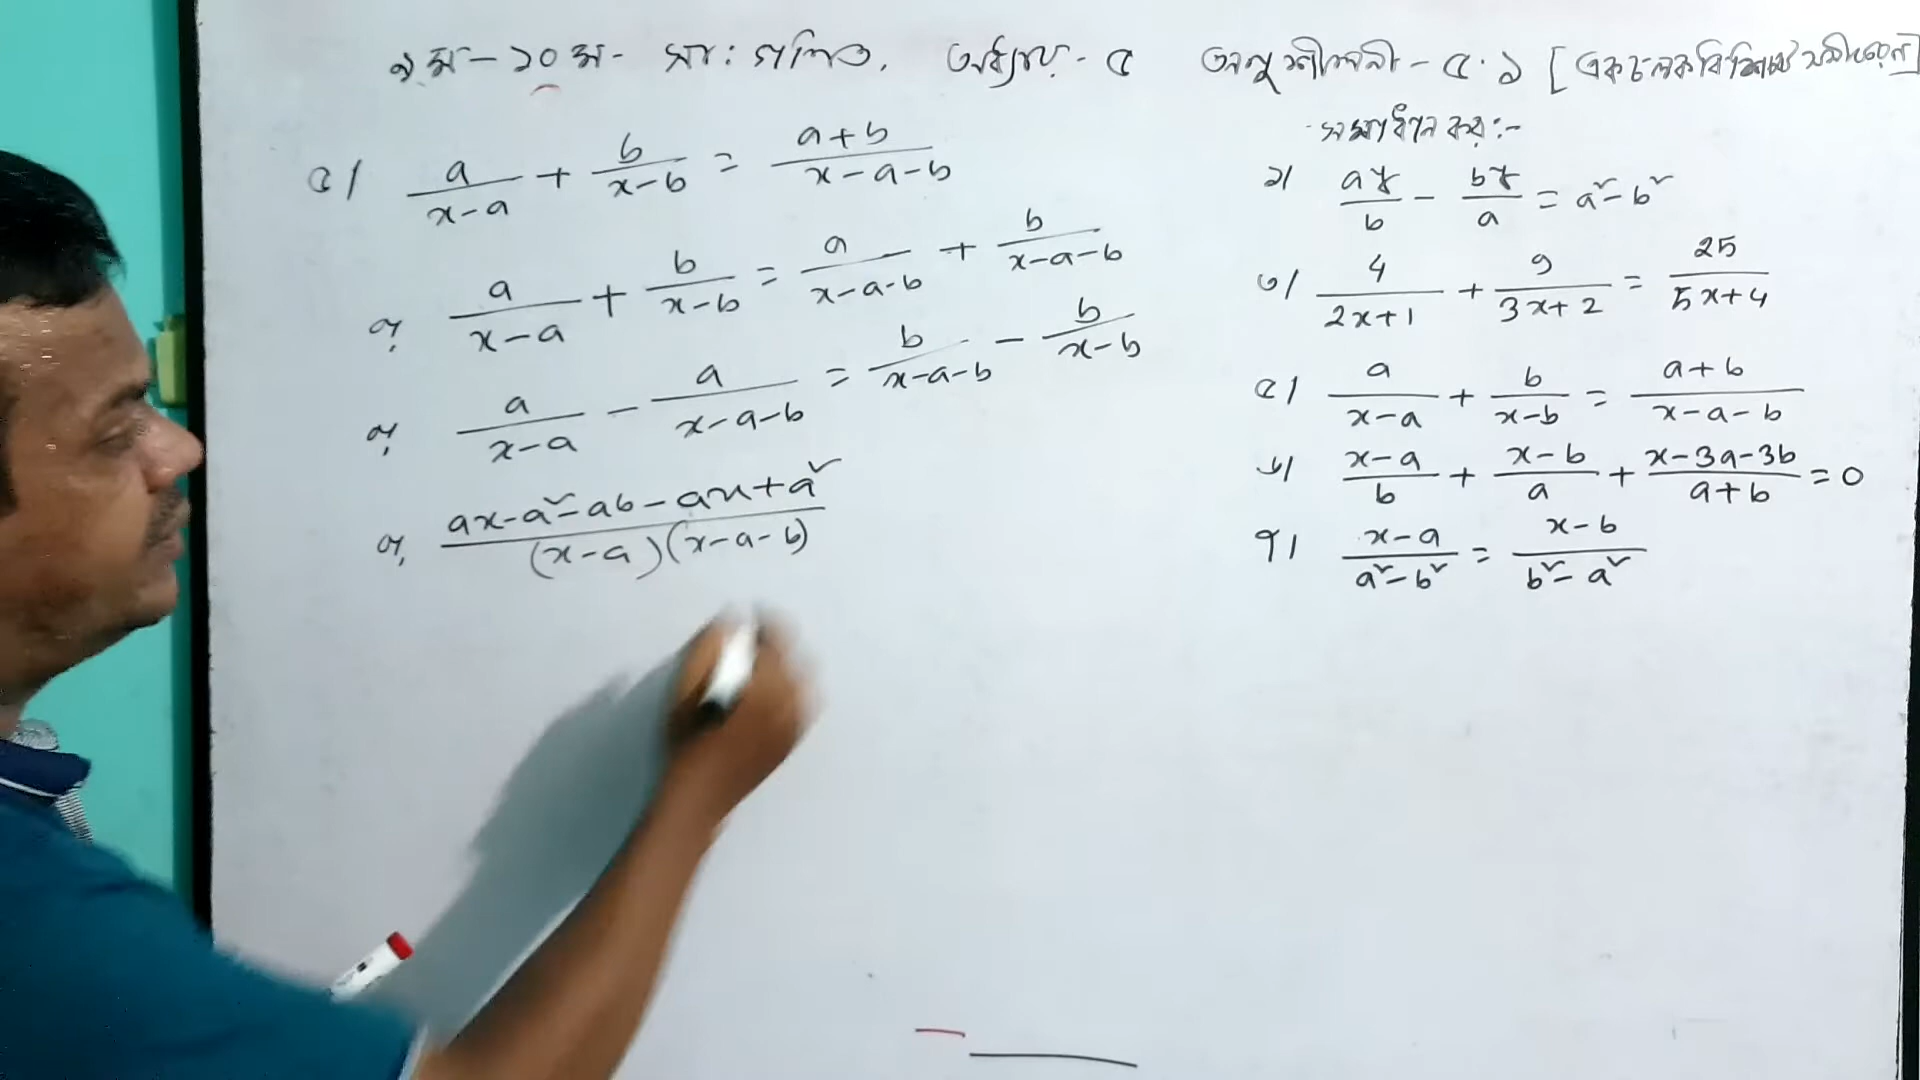 ৯ম-১০ম- সাঃ গণিত. অধ্যায়-৫ অনুশীলনী-৫.১ [একচলকবিশিষ্ট সমীকরণ]
সমাধান কর:-
৫। a/(x-a) + b/(x-b) = (a+b)/(x-a-b)
বা, a/(x-a) + b/(x-b) = a/(x-a-b) + b/(x-a-b)
বা, a/(x-a) - a/(x-a-b) = b/(x-a-b) - b/(x-b)
বা, (ax-a²-ab-ax+a²)/((x-a)(x-a-b))
২। ay/b - by/a = a²-b²
৩। 4/(2x+1) + 9/(3x+2) = 25/(5x+4)
৫। a/(x-a) + b/(x-b) = (a+b)/(x-a-b)
৬। (x-a)/b + (x-b)/a + (x-3a-3b)/(a+b) = 0
৭। (x-a)/(a²-b²) = (x-b)/(b²-a²)